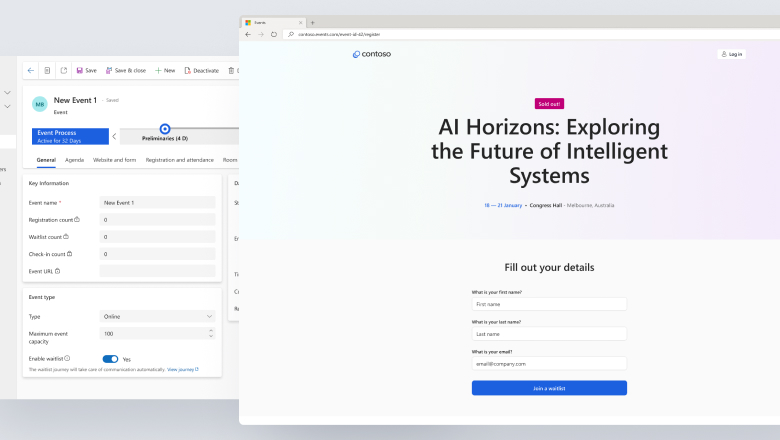 Events
contoso.events.com/event-id-42/register
contoso
Log in
Sold out!
AI Horizons: Exploring
the Future of Intelligent
Systems
18 — 21 January • Congress Hall - Melbourne, Australia
Fill out your details
What is your first name?
First name
What is your last name?
Last name
What is your email?
email@company.com
Join a waitlist
Save
Save & close
New
Deactivate
MB
New Event 1 - Saved
Event
Event Process
Active for 32 Days
Preliminaries (4 D)
General Agenda Website and form Registration and attendance Room
Key Information
Event name *
New Event 1
Registration count
0
Waitlist count
0
Check-in count
0
Event URL
Event type
Type
Online
Maximum event
capacity
100
Enable waitlist
Yes
The waitlist journey will take care of communication automatically. View journey